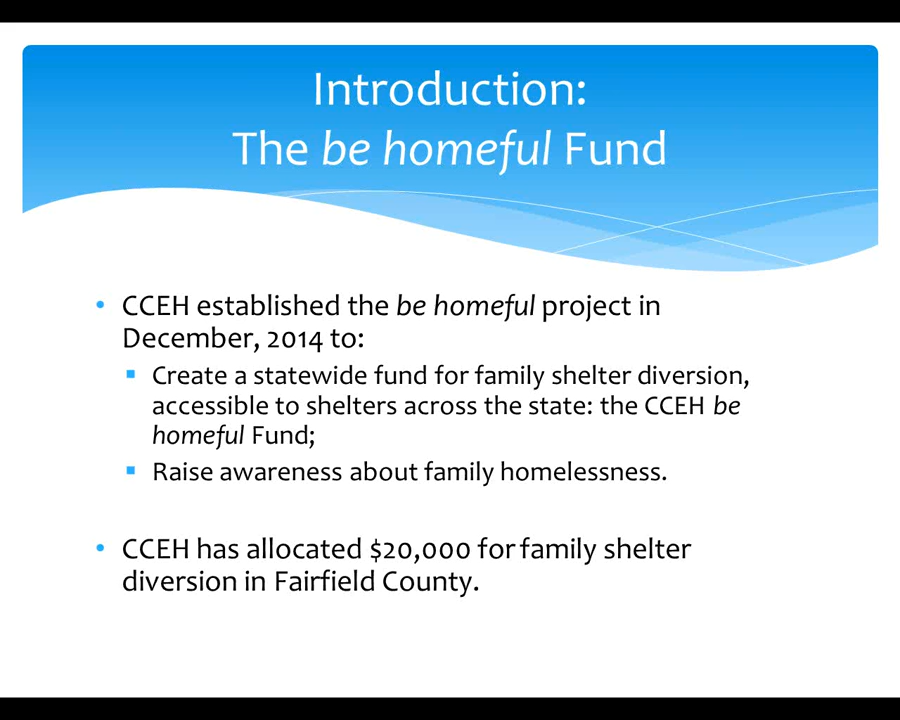 Introduction:
The be homeful Fund
• CCEH established the be homeful project in
December, 2014 to:
▪ Create a statewide fund for family shelter diversion,
accessible to shelters across the state: the CCEH be
homeful Fund;
▪ Raise awareness about family homelessness.
• CCEH has allocated $20,000 for family shelter
diversion in Fairfield County.